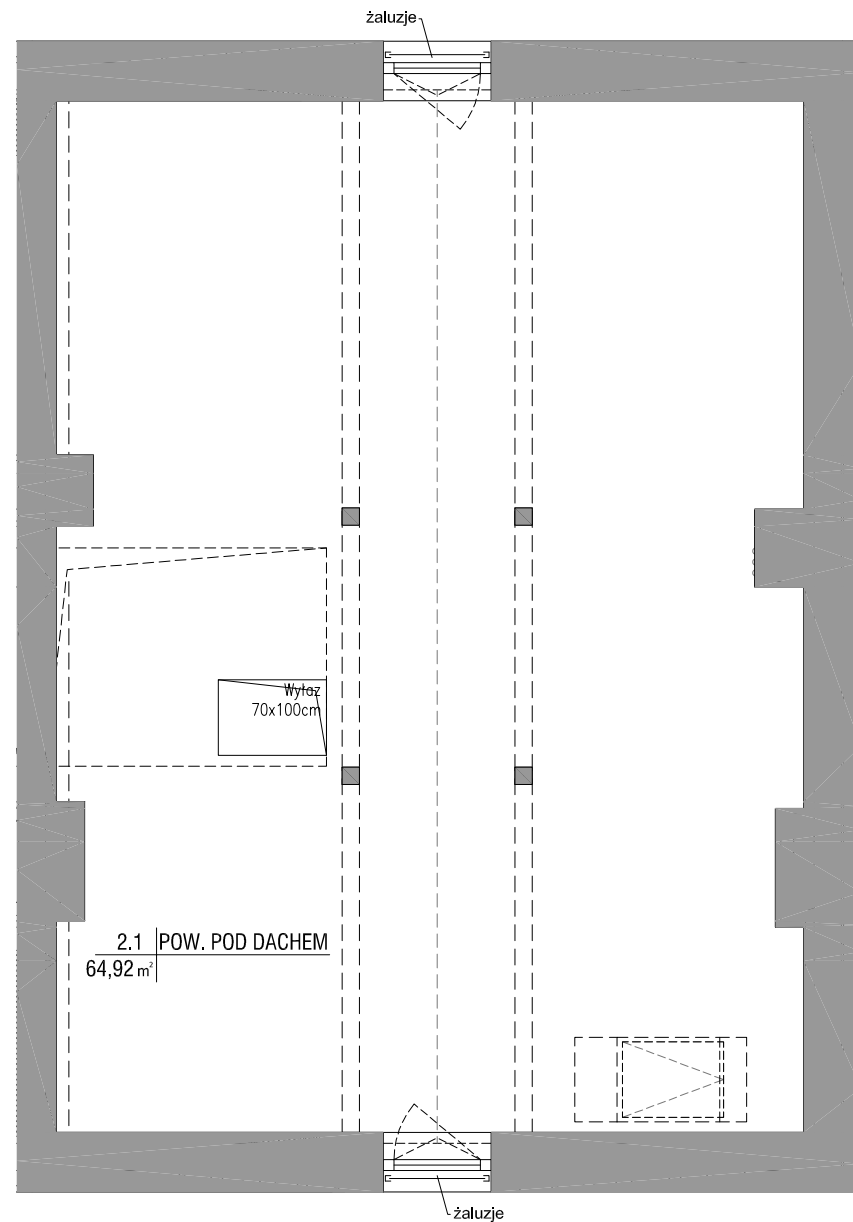 żaluzje
Wyłaz
70x100cm
2.1 POW. POD DACHEM
64,92 m²
żaluzje